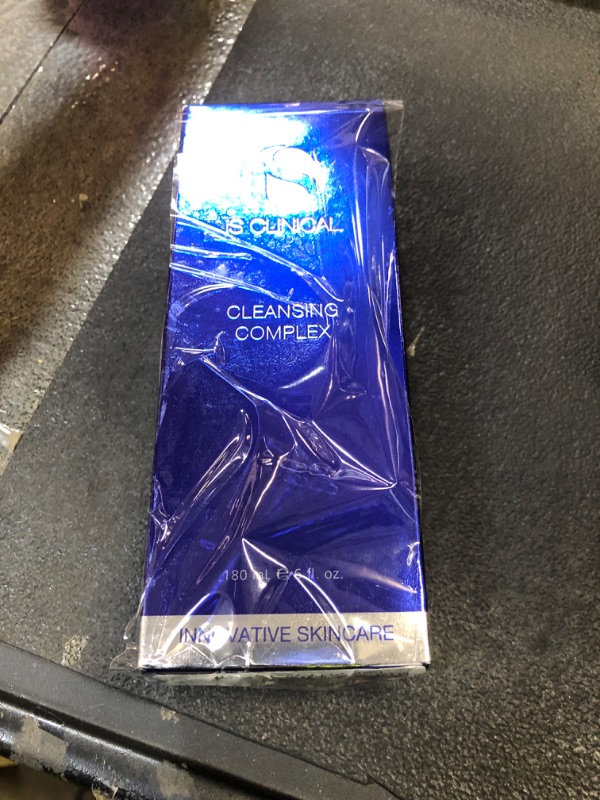 iS CLINICAL
CLEANSING
COMPLEX
180 mL ℮ 6 fl. oz.
INNOVATIVE SKINCARE